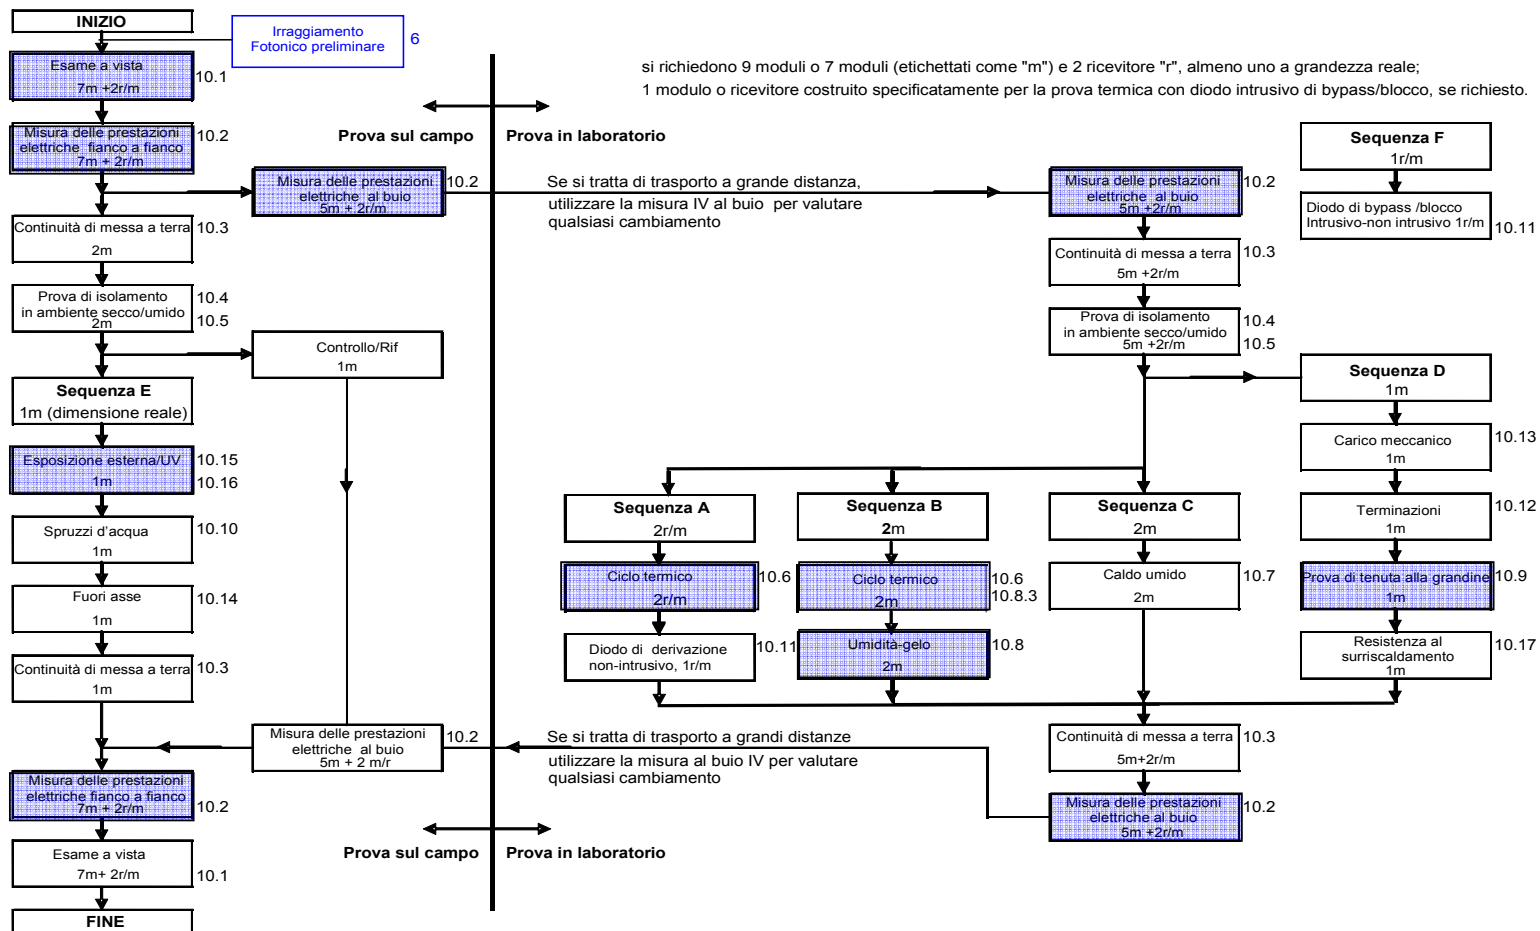 INIZIO
Irraggiamento
Fotonico preliminare
6
Esame a vista
7m +2r/m
10.1
Misura delle prestazioni
elettriche fianco a fianco
7m + 2r/m
10.2
si richiedono 9 moduli o 7 moduli (etichettati come "m") e 2 ricevitore "r", almeno uno a grandezza reale;
1 modulo o ricevitore costruito specificatamente per la prova termica con diodo intrusivo di bypass/blocco, se richiesto.
Prova sul campo
Prova in laboratorio
Misura delle prestazioni
elettriche al buio
5m + 2r/m
10.2
Se si tratta di trasporto a grande distanza,
utilizzare la misura IV al buio per valutare
qualsiasi cambiamento
Misura delle prestazioni
elettriche al buio
5m +2r/m
10.2
Sequenza F
1r/m
Diodo di bypass /blocco
Intrusivo-non intrusivo 1r/m
10.11
Continuità di messa a terra
2m
10.3
Prova di isolamento
in ambiente secco/umido
2m
10.4
10.5
Controllo/Rif
1m
Continuità di messa a terra
5m +2r/m
10.3
Prova di isolamento
in ambiente secco/umido
5m +2r/m
10.4
10.5
Sequenza E
1m (dimensione reale)
Esposizione esterna/UV
1m
10.15
10.16
Spruzzi d'acqua
1m
10.10
Fuori asse
1m
10.14
Continuità di messa a terra
1m
10.3
Sequenza A
2r/m
Ciclo termico
2r/m
10.6
Diodo di derivazione
non-intrusivo, 1r/m
10.11
Sequenza B
2m
Ciclo termico
2m
10.6
10.8.3
Umidità-gelo
2m
10.8
Sequenza C
2m
Caldo umido
2m
10.7
Sequenza D
1m
Carico meccanico
1m
10.13
Terminazioni
1m
10.12
Prova di tenuta alla grandine
1m
10.9
Resistenza al
surriscaldamento
1m
10.17
Continuità di messa a terra
5m+2r/m
10.3
Misura delle prestazioni
elettriche al buio
5m +2r/m
10.2
Se si tratta di trasporto a grandi distanze
utilizzare la misura al buio IV per valutare
qualsiasi cambiamento
Misura delle prestazioni
elettriche al buio
5m + 2 m/r
10.2
Misura delle prestazioni
elettriche fianco a fianco
7m + 2r/m
10.2
Prova sul campo
Prova in laboratorio
Esame a vista
7m+ 2r/m
10.1
FINE